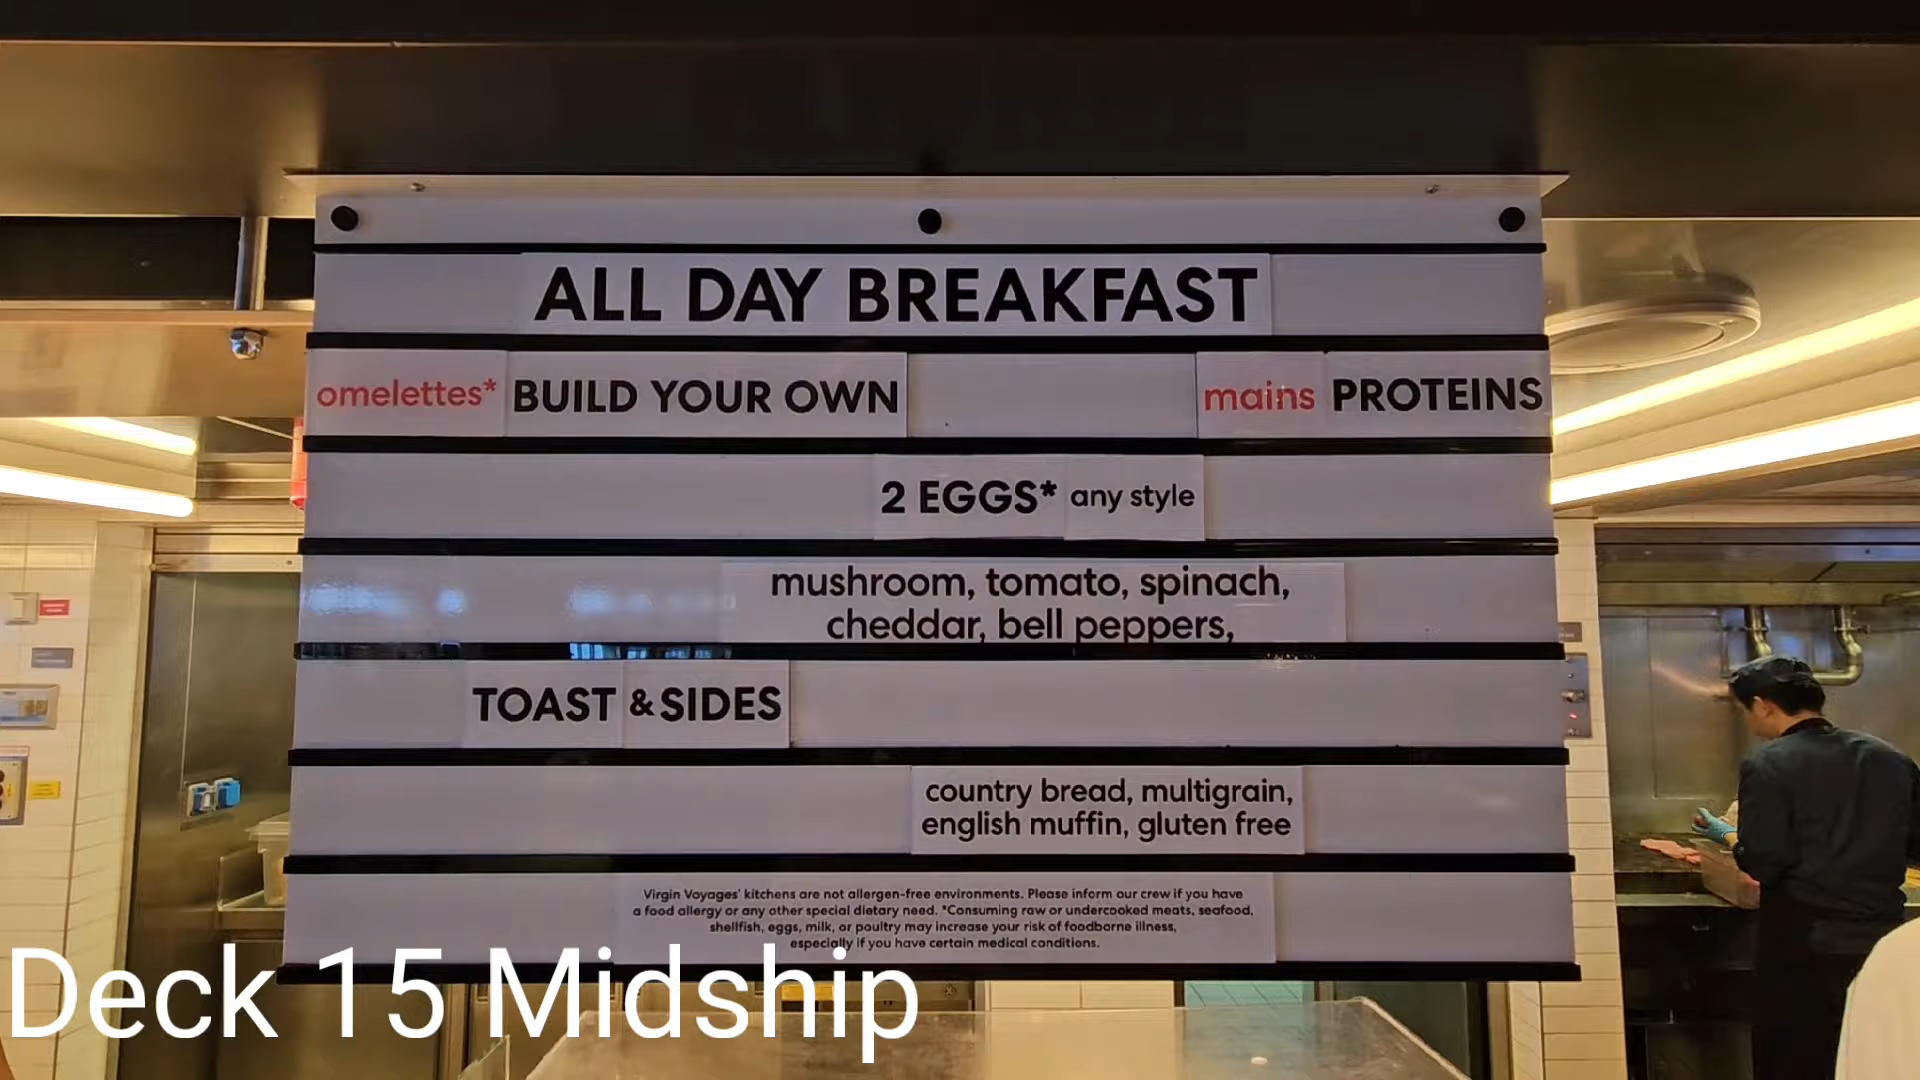 ALL DAY BREAKFAST
omelettes* BUILD YOUR OWN mains PROTEINS
2 EGGS* any style
mushroom, tomato, spinach,
cheddar, bell peppers,
TOAST & SIDES
country bread, multigrain,
english muffin, gluten free
Virgin Voyages' kitchens are not allergen-free environments. Please inform our crew if you have
a food allergy or any other special dietary need. *Consuming raw or undercooked meats, seafood,
shellfish, eggs, milk, or poultry may increase your risk of foodborne illness,
especially if you have certain medical conditions.
Deck 15 Midship